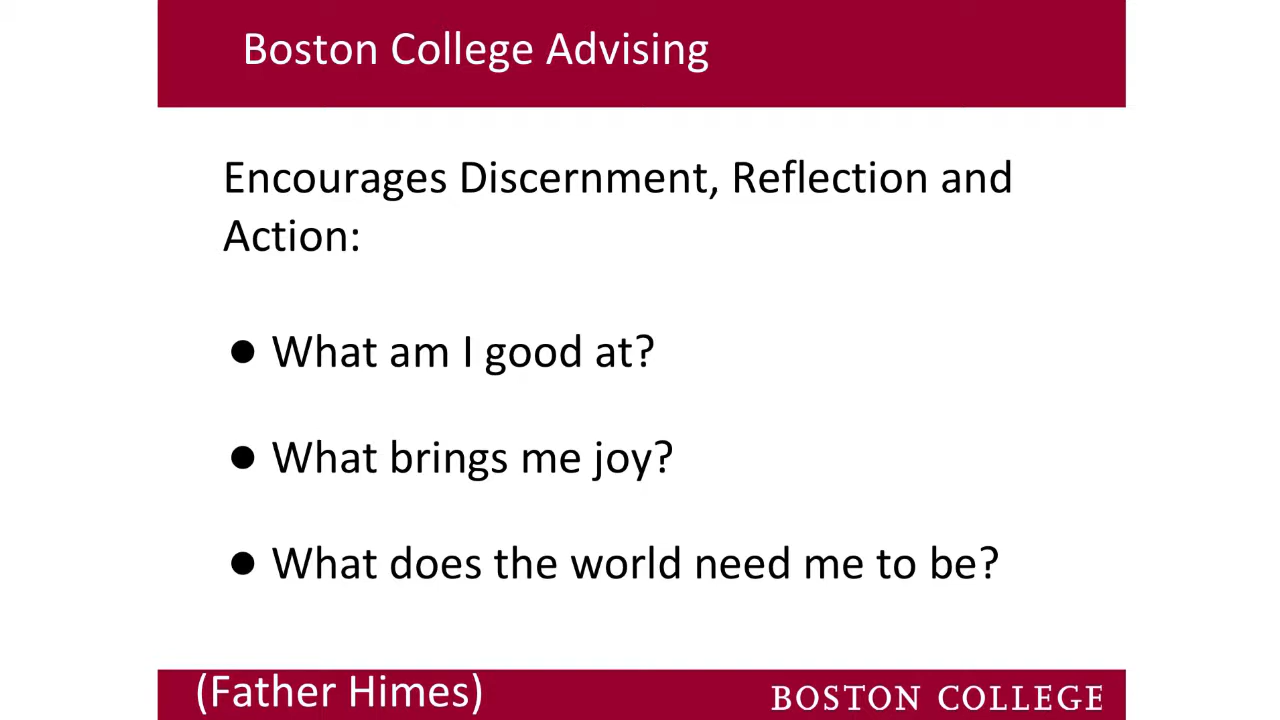 Boston College Advising
Encourages Discernment, Reflection and
Action:
● What am I good at?
● What brings me joy?
● What does the world need me to be?
(Father Himes)
BOSTON COLLEGE